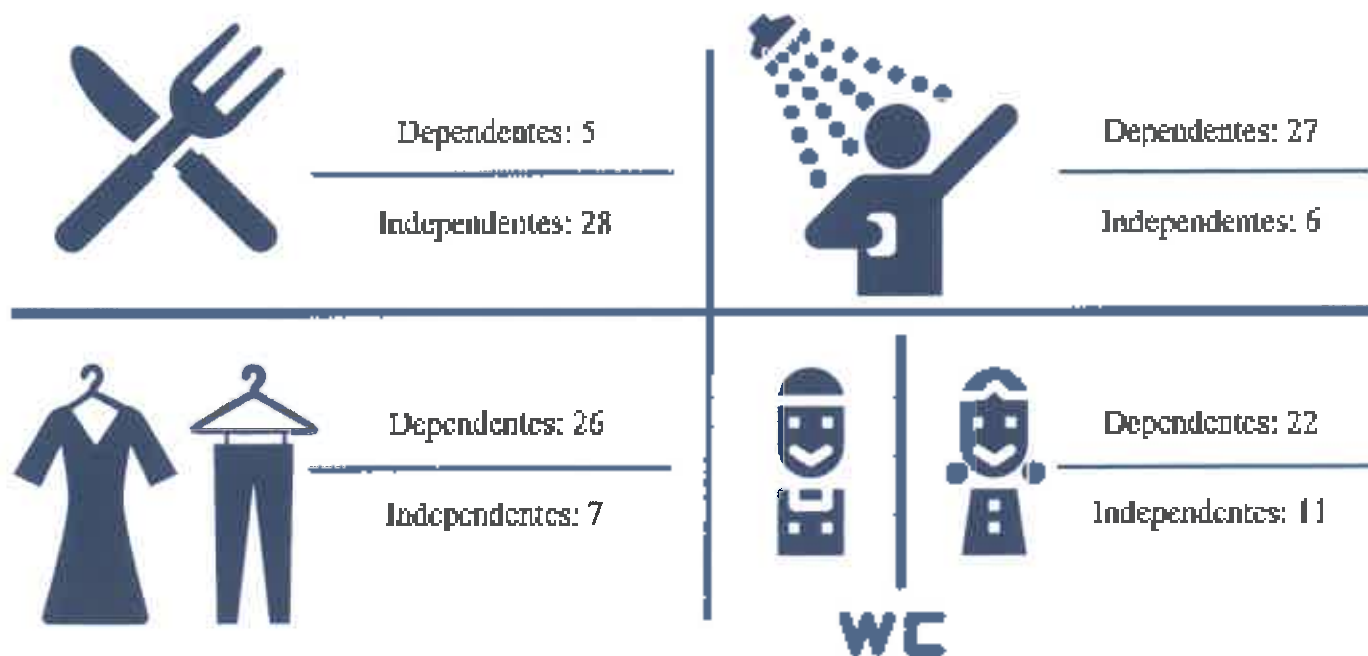 Dependentes: 5
Independentes: 28
Dependentes: 27
Independentes: 6
Dependentes: 26
Independentes: 7
Dependentes: 22
Independentes: 11
WC